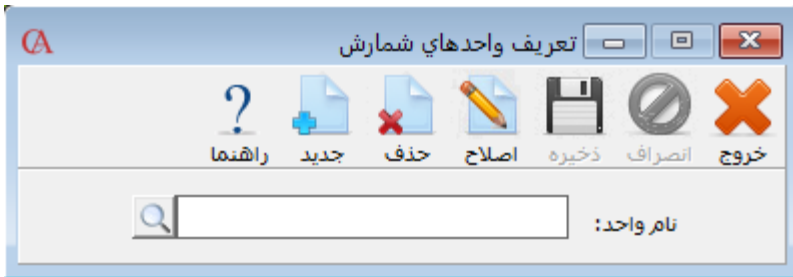 تعريف واحدهاي شمارش
خروج انصراف ذخيره اصلاح حذف جديد راهنما
نام واحد: